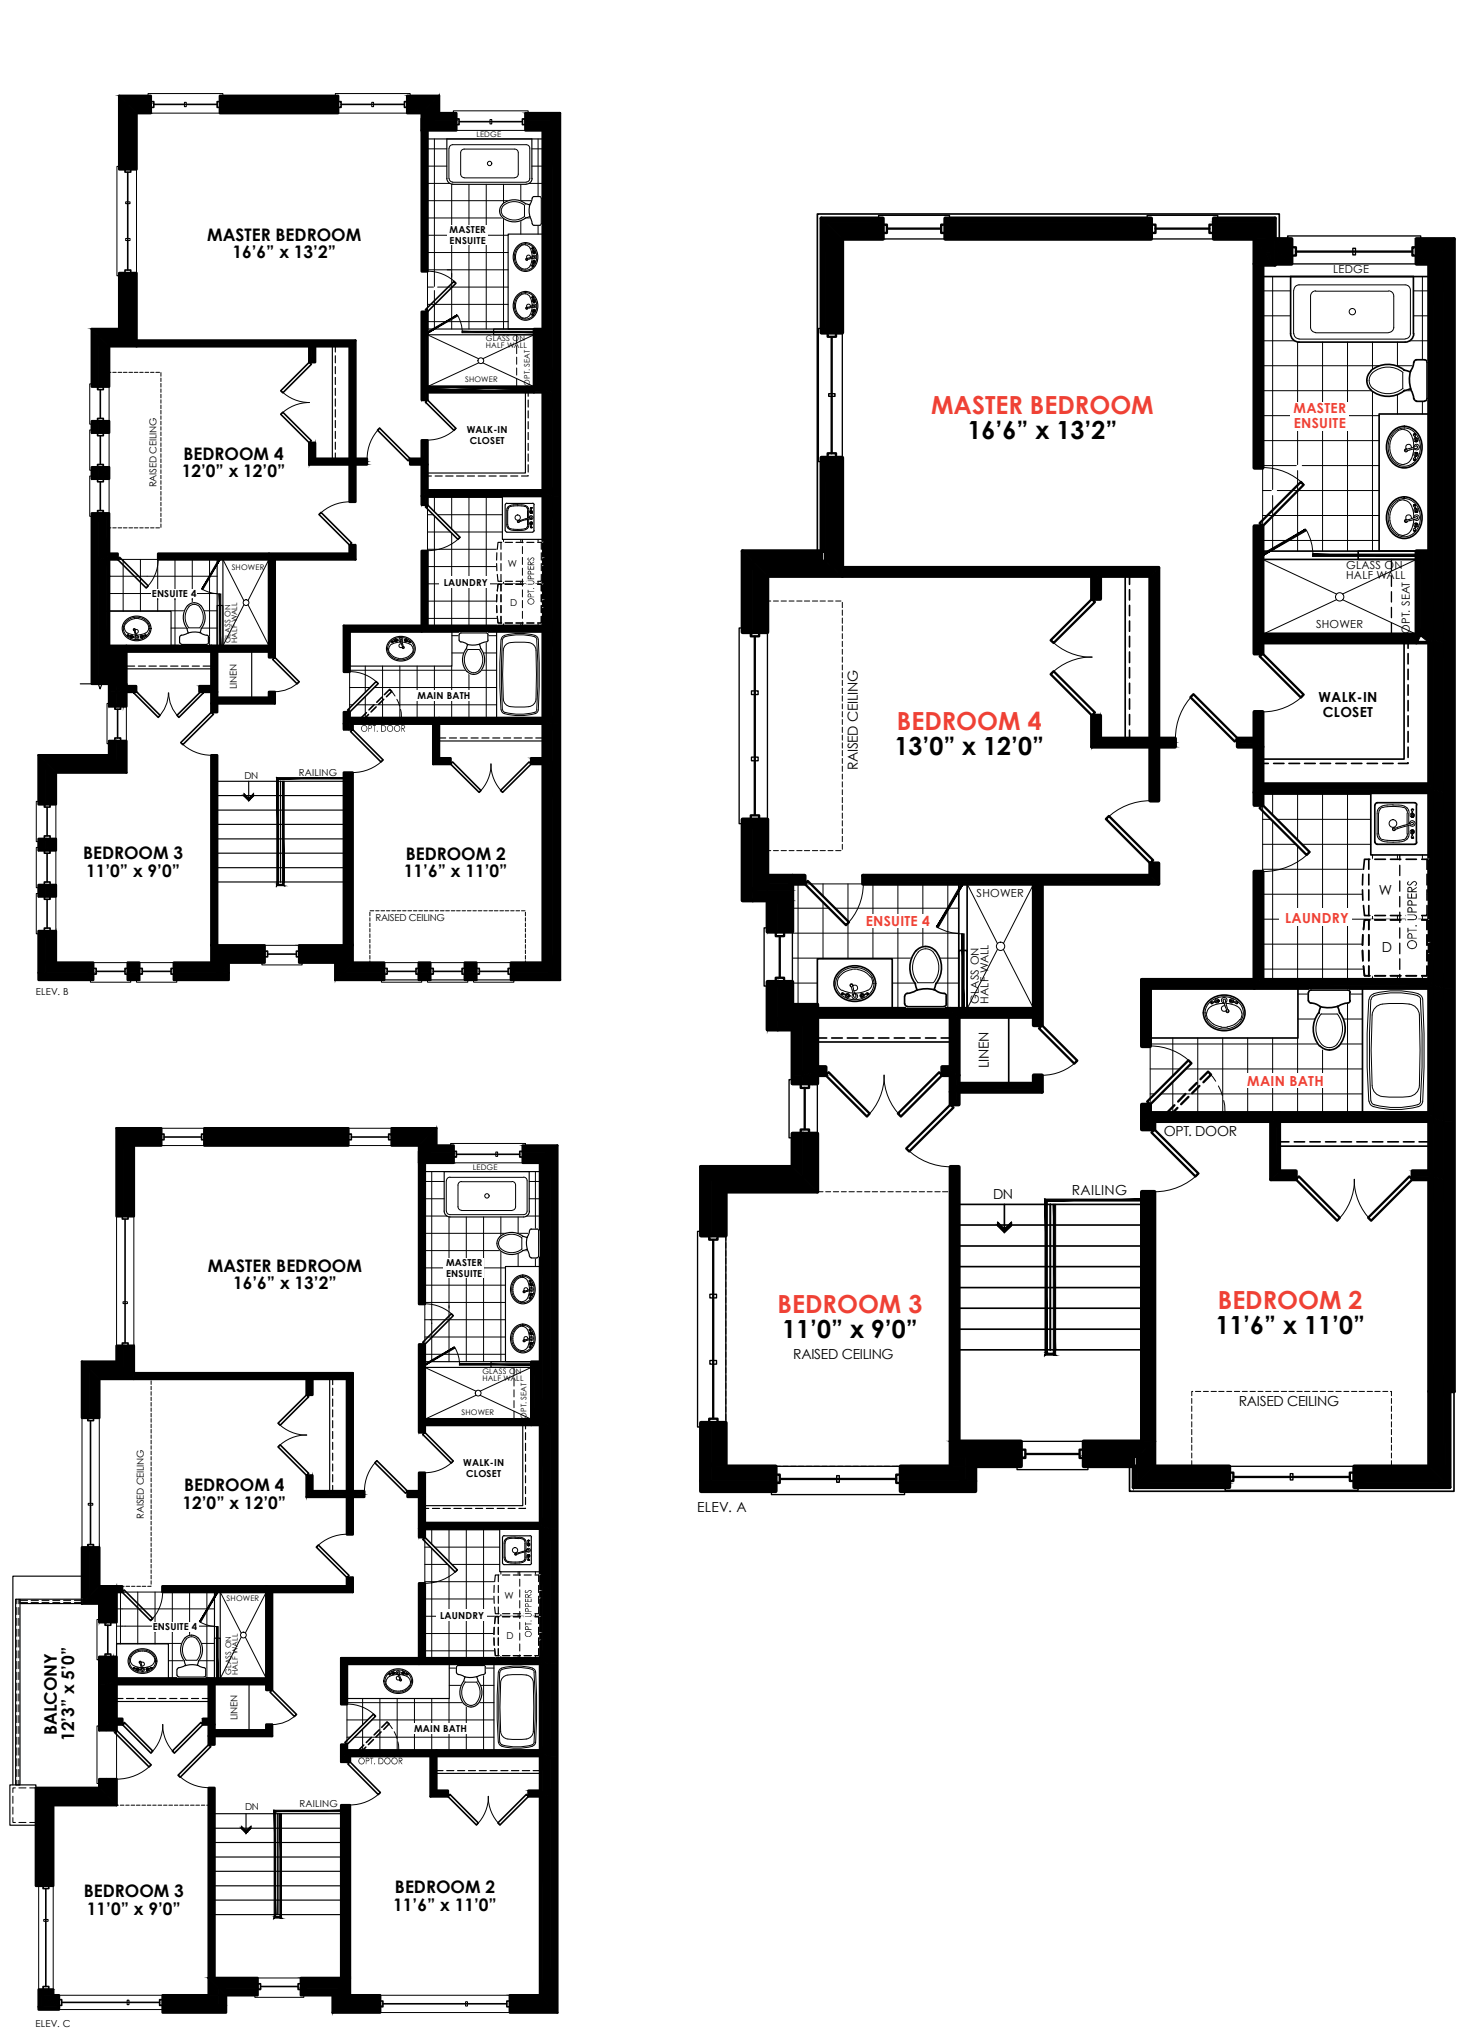 LEDGE
MASTER BEDROOM
16'6” x 13'2”
MASTER
ENSUITE
GLASS ON
HALF WALL
OPT. SEAT
SHOWER
RAISED CEILING
BEDROOM 4
12'0” x 12'0”
WALK-IN
CLOSET
SHOWER
ENSUITE 4
GLASS ON
HALF WALL
LAUNDRY
W
D
OPT. UPPERS
LINEN
MAIN BATH
OPT. DOOR
DN
RAILING
BEDROOM 3
11'0” x 9'0”
BEDROOM 2
11'6” x 11'0”
RAISED CEILING
ELEV. B
LEDGE
MASTER BEDROOM
16'6” x 13'2”
MASTER
ENSUITE
GLASS ON
HALF WALL
OPT. SEAT
SHOWER
RAISED CEILING
BEDROOM 4
13'0” x 12'0”
WALK-IN
CLOSET
SHOWER
ENSUITE 4
GLASS ON
HALF WALL
LAUNDRY
W
D
OPT. UPPERS
LINEN
MAIN BATH
OPT. DOOR
DN
RAILING
BEDROOM 3
11'0” x 9'0”
RAISED CEILING
BEDROOM 2
11'6” x 11'0”
RAISED CEILING
ELEV. A
LEDGE
MASTER BEDROOM
16'6” x 13'2”
MASTER
ENSUITE
GLASS ON
HALF WALL
OPT. SEAT
SHOWER
RAISED CEILING
BEDROOM 4
12'0” x 12'0”
WALK-IN
CLOSET
SHOWER
ENSUITE 4
GLASS ON
HALF WALL
LAUNDRY
W
D
OPT. UPPERS
BALCONY
12'3” x 5'0”
LINEN
MAIN BATH
OPT. DOOR
DN
RAILING
BEDROOM 3
11'0” x 9'0”
BEDROOM 2
11'6” x 11'0”
ELEV. C